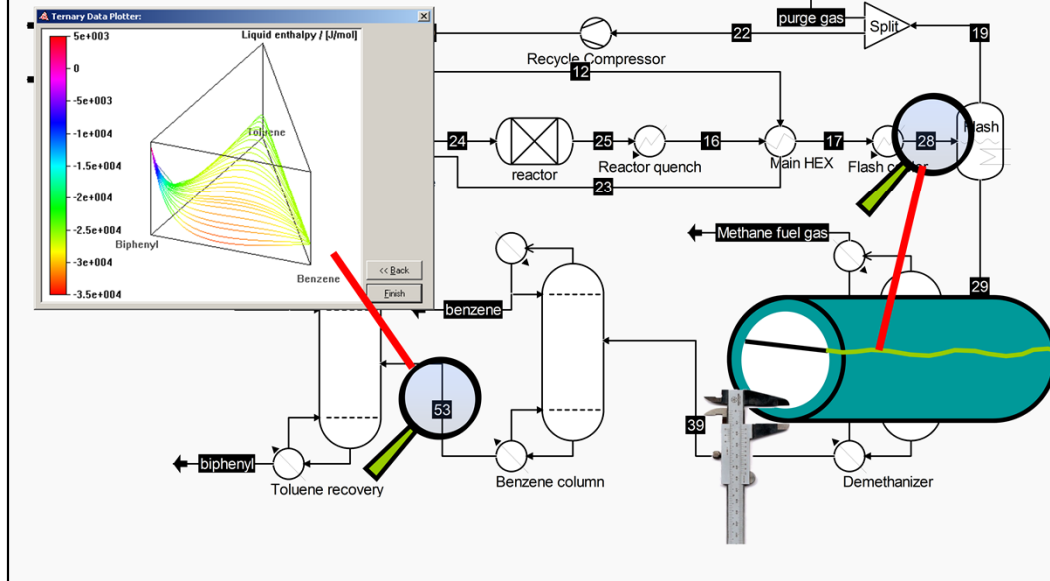 Ternary Data Plotter:
Liquid enthalpy / [J/mol]
5e+003
0
-5e+003
-1e+004
-1.5e+004
-2e+004
-2.5e+004
-3e+004
-3.5e+004
Toluene
Biphenyl
Benzene
<< Back
Finish
purge gas
Split
19
22
Recycle Compressor
12
24
25
16
17
28
Flash
reactor
Reactor quench
Main HEX
23
Methane fuel gas
29
benzene
53
39
biphenyl
Toluene recovery
Benzene column
Demethanizer